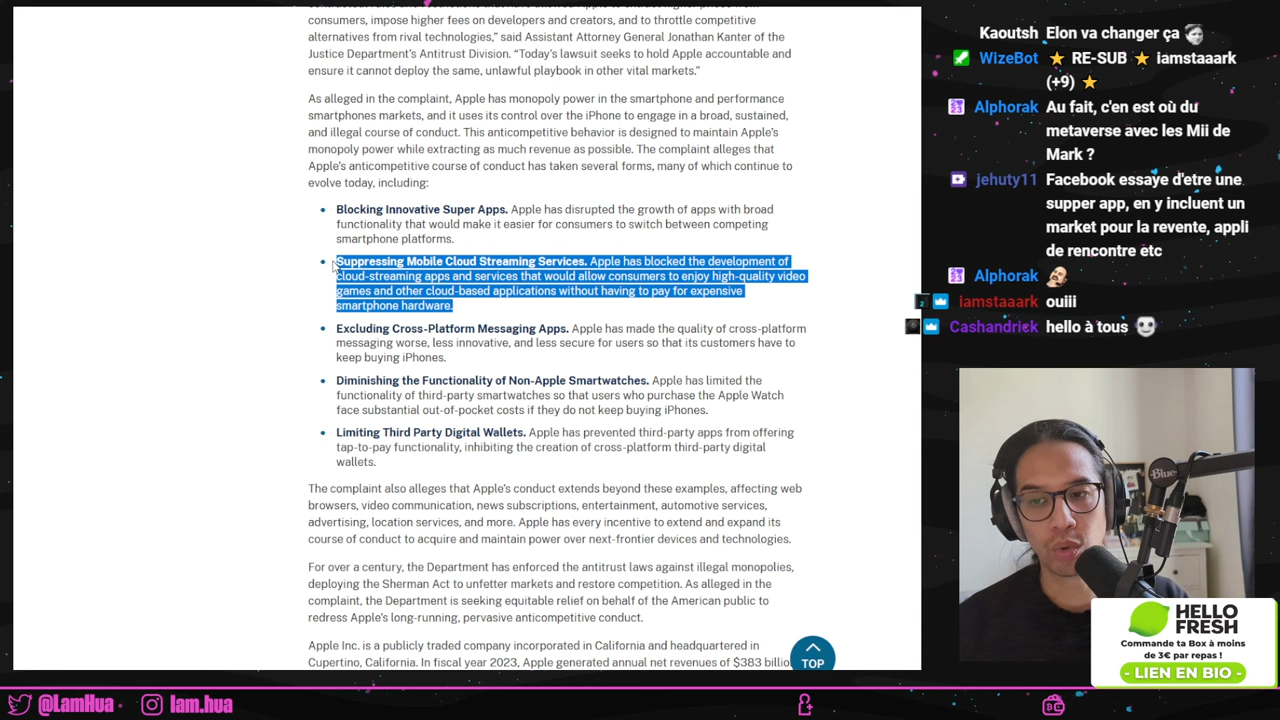 consumers, impose higher fees on developers and creators, and to throttle competitive
alternatives from rival technologies,” said Assistant Attorney General Jonathan Kanter of the
Justice Department’s Antitrust Division. “Today’s lawsuit seeks to hold Apple accountable and
ensure it cannot deploy the same, unlawful playbook in other vital markets.”
As alleged in the complaint, Apple has monopoly power in the smartphone and performance
smartphones markets, and it uses its control over the iPhone to engage in a broad, sustained,
and illegal course of conduct. This anticompetitive behavior is designed to maintain Apple’s
monopoly power while extracting as much revenue as possible. The complaint alleges that
Apple’s anticompetitive course of conduct has taken several forms, many of which continue to
evolve today, including:
• Blocking Innovative Super Apps. Apple has disrupted the growth of apps with broad
functionality that would make it easier for consumers to switch between competing
smartphone platforms.
• Suppressing Mobile Cloud Streaming Services. Apple has blocked the development of
cloud-streaming apps and services that would allow consumers to enjoy high-quality video
games and other cloud-based applications without having to pay for expensive
smartphone hardware.
• Excluding Cross-Platform Messaging Apps. Apple has made the quality of cross-platform
messaging worse, less innovative, and less secure for users so that its customers have to
keep buying iPhones.
• Diminishing the Functionality of Non-Apple Smartwatches. Apple has limited the
functionality of third-party smartwatches so that users who purchase the Apple Watch
face substantial out-of-pocket costs if they do not keep buying iPhones.
• Limiting Third Party Digital Wallets. Apple has prevented third-party apps from offering
tap-to-pay functionality, inhibiting the creation of cross-platform third-party digital
wallets.
The complaint also alleges that Apple’s conduct extends beyond these examples, affecting web
browsers, video communication, news subscriptions, entertainment, automotive services,
advertising, location services, and more. Apple has every incentive to extend and expand its
course of conduct to acquire and maintain power over next-frontier devices and technologies.
For over a century, the Department has enforced the antitrust laws against illegal monopolies,
deploying the Sherman Act to unfetter markets and restore competition. As alleged in the
complaint, the Department is seeking equitable relief on behalf of the American public to
redress Apple’s long-running, pervasive anticompetitive conduct.
Apple Inc. is a publicly traded company incorporated in California and headquartered in
Cupertino, California. In fiscal year 2023, Apple generated annual net revenues of $383
TOP
Kaoutsh Elon va changer ça
WizeBot ★ RE-SUB ★ iamstaaark
(+9) ★
Alphorak Au fait, c'en est où du
metaverse avec les Mii de
Mark ?
jehuty11 Facebook essaye d'etre une
supper app, en y incluent un
market pour la revente, appli
de rencontre étc
Alphorak
iamstaaark ouiii
Cashandrick hello à tous
Blue
HELLO
FRESH
Commande ta Box à moins
de 3€ par repas !
- LIEN EN BIO -
@LamHua
lam.hua